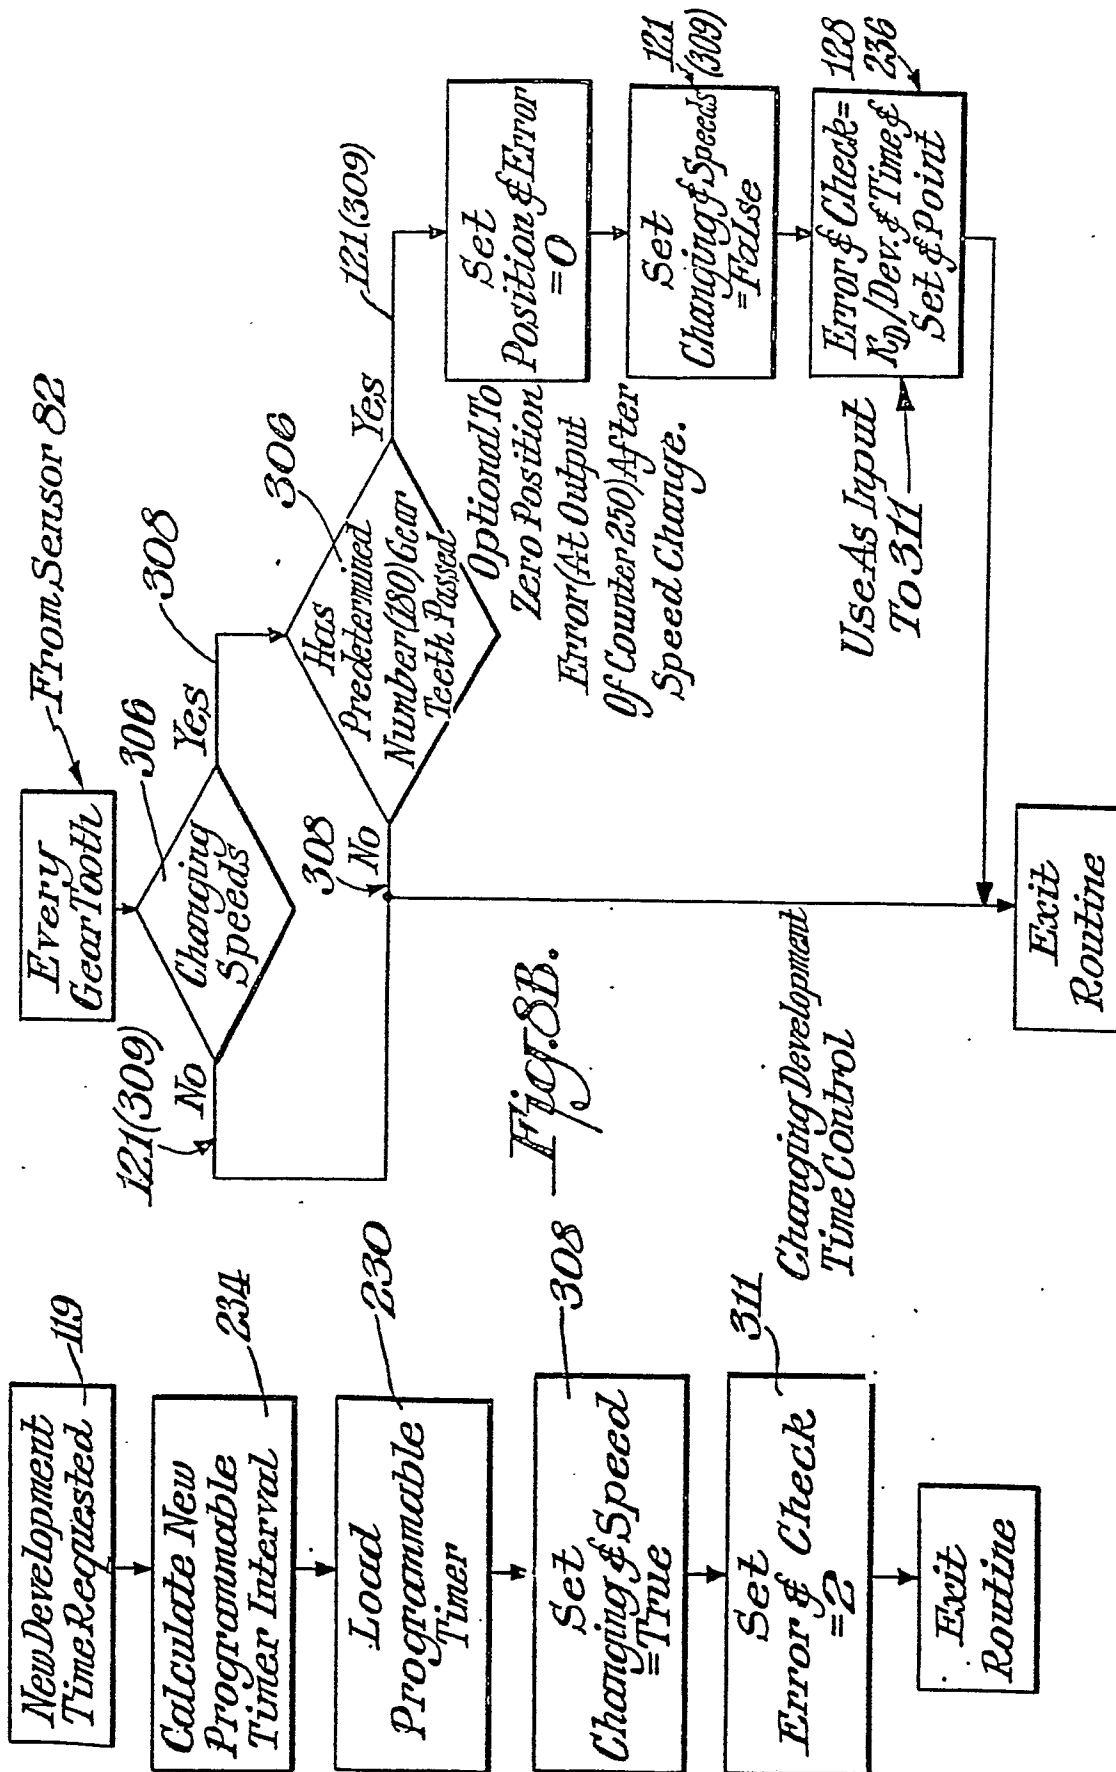 New Development
Time Requested
119
Calculate New
Programable
Timer Interval
234
Load
Programmable
Timer
230
Set
Changing & Speed
=True
308
Set
Error & Check
=2
311
Exit
Routine
Fig. 8B.
Changing Development
Time Control
Every
Gear Tooth
From Sensor 82
Changing
Speeds
306
No
121(309)
Yes
308
Has
Predetermined
Number (180) Gear
Teeth Passed
306
No
308
Yes
121(309)
Set
Position & Error
=0
Optional To
Zero Position
Error (At Output
Of Counter 250) After
Speed Change.
Set
Changing & Speeds
=False
121
(309)
Error & Check=
KD/Dev. & Time &
Set & Point
128
236
Use As Input
To 311
Exit
Routine